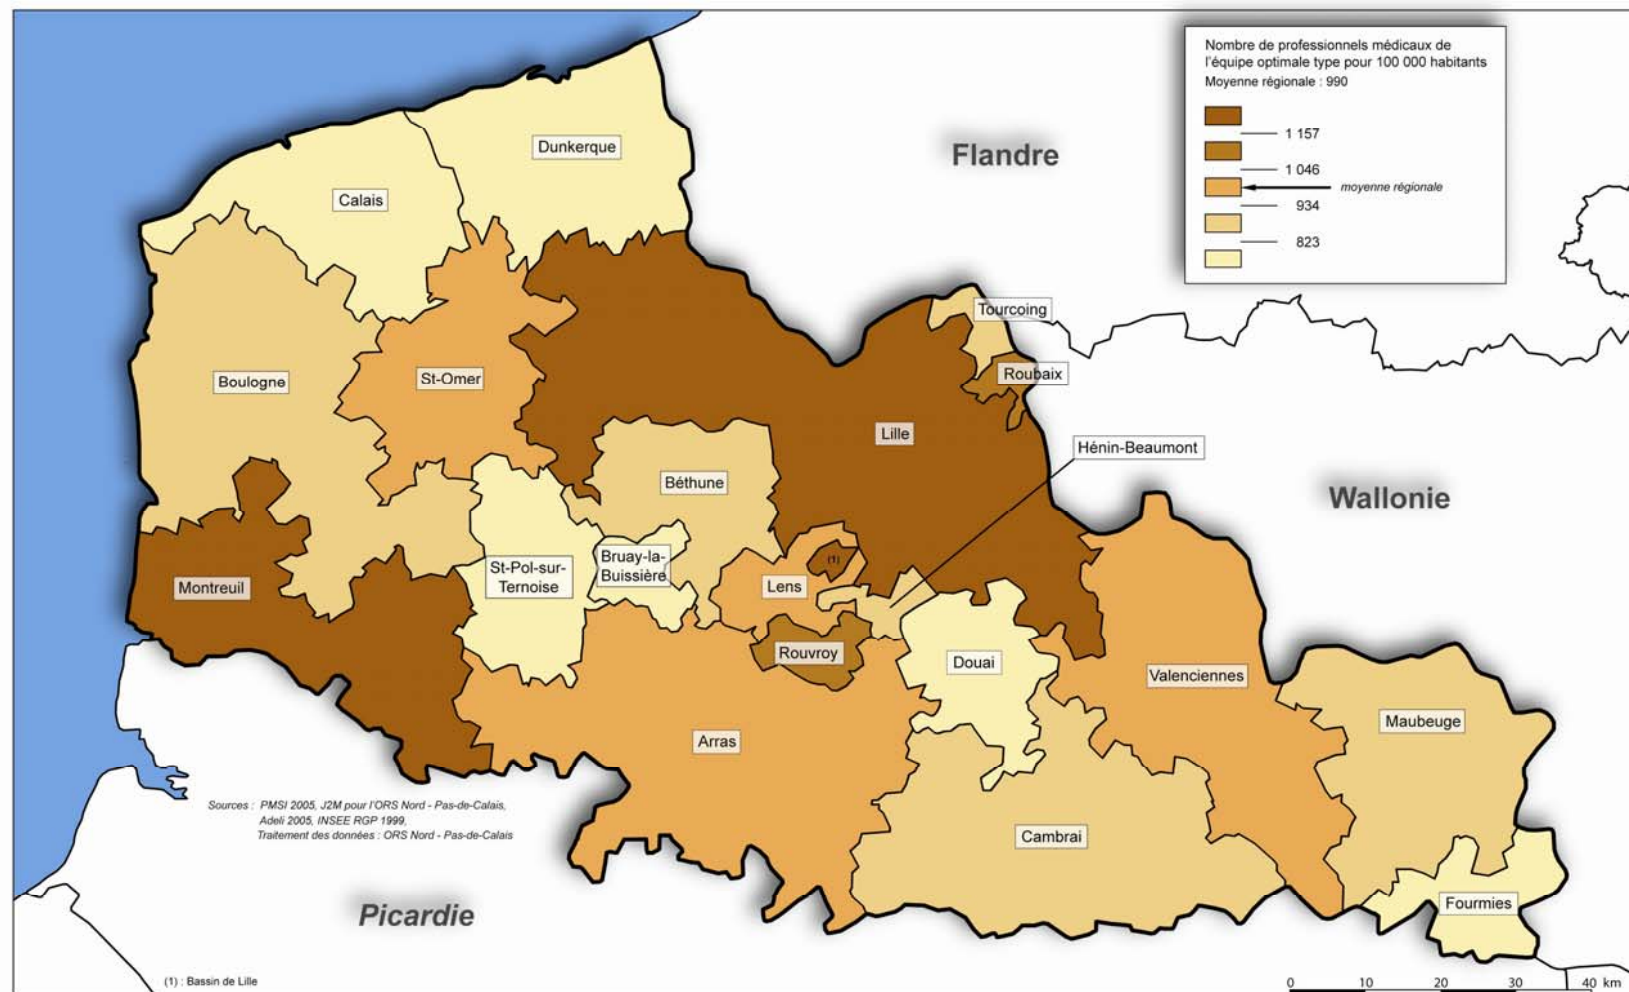 Nombre de professionnels médicaux de
l'équipe optimale type pour 100 000 habitants
Moyenne régionale : 990
1 157
1 046
moyenne régionale
934
823
Flandre
Dunkerque
Calais
Tourcoing
Roubaix
Boulogne
St-Omer
Lille
Hénin-Beaumont
Béthune
Wallonie
Bruay-la-
Buissière
St-Pol-sur-
Ternoise
(1)
Lens
Montreuil
Rouvroy
Douai
Valenciennes
Maubeuge
Arras
Cambrai
Fourmies
Sources : PMSI 2005, J2M pour l'ORS Nord - Pas-de-Calais,
Adeli 2005, INSEE RGP 1999,
Traitement des données : ORS Nord - Pas-de-Calais
Picardie
(1) : Bassin de Lille
0 10 20 30 40 km